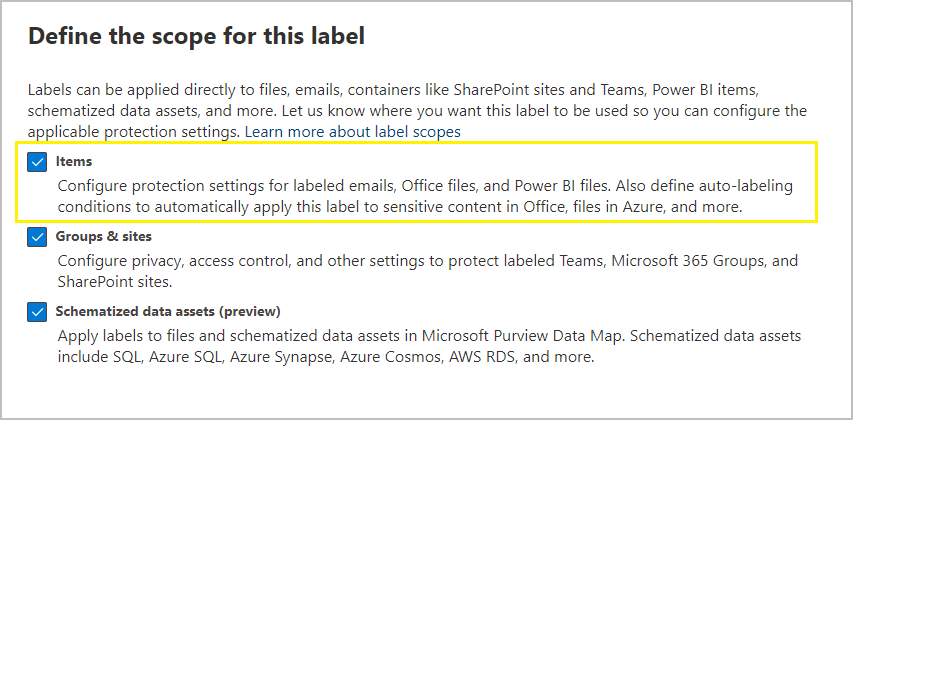 Define the scope for this label
Labels can be applied directly to files, emails, containers like SharePoint sites and Teams, Power BI items,
schematized data assets, and more. Let us know where you want this label to be used so you can configure the
applicable protection settings. Learn more about label scopes
Items
Configure protection settings for labeled emails, Office files, and Power BI files. Also define auto-labeling
conditions to automatically apply this label to sensitive content in Office, files in Azure, and more.
Groups & sites
Configure privacy, access control, and other settings to protect labeled Teams, Microsoft 365 Groups, and
SharePoint sites.
Schematized data assets (preview)
Apply labels to files and schematized data assets in Microsoft Purview Data Map. Schematized data assets
include SQL, Azure SQL, Azure Synapse, Azure Cosmos, AWS RDS, and more.